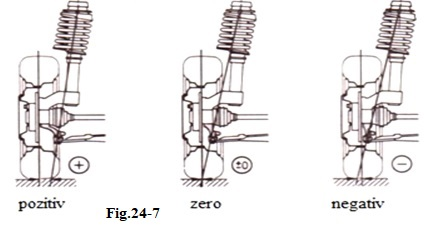 + ±0 −
pozitiv zero negativ
Fig.24-7